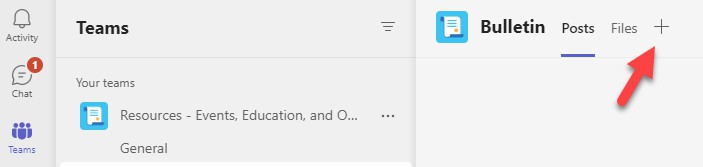 Activity
Chat
1
Teams
Teams
Your teams
Resources - Events, Education, and O...
General
Bulletin
Posts
Files